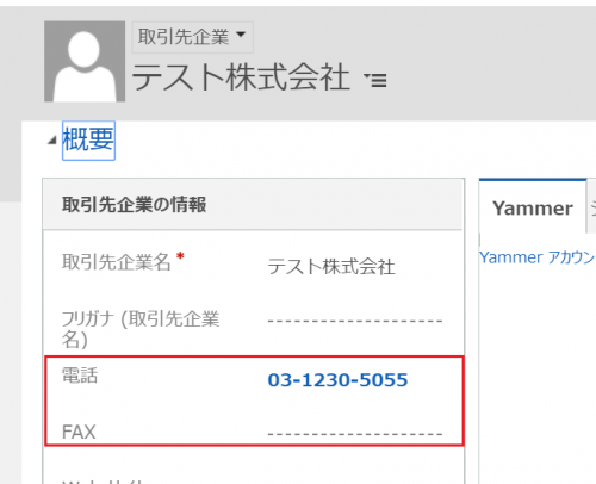 取引先企業
テスト株式会社
概要
取引先企業の情報
取引先企業名 * テスト株式会社
フリガナ (取引先企業
名) --------------------
電話 03-1230-5055
FAX --------------------
Yammer
Yammer アカウン